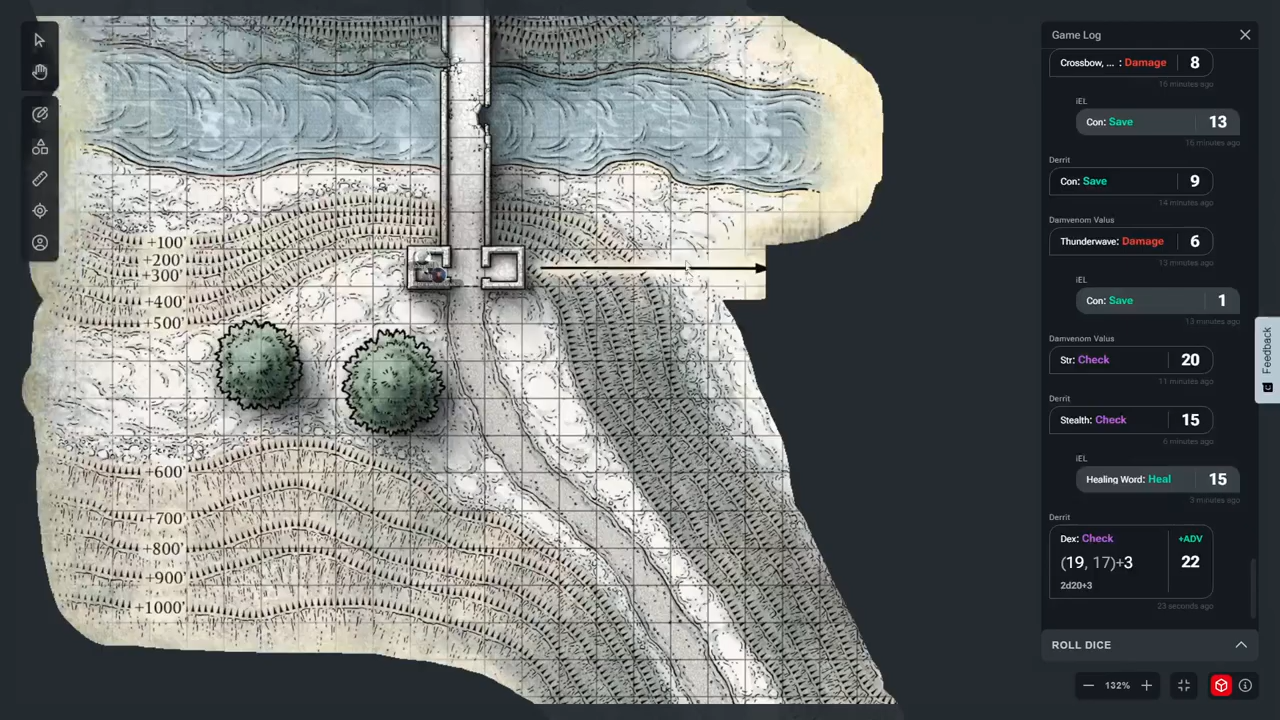 +100'
+200'
+300'
+400'
+500'
+600'
+700'
+800'
+900'
+1000'
Game Log
Crossbow, ... : Damage 8
16 minutes ago
iEL
Con: Save 13
16 minutes ago
Derrit
Con: Save 9
14 minutes ago
Damvenom Valus
Thunderwave: Damage 6
13 minutes ago
iEL
Con: Save 1
13 minutes ago
Damvenom Valus
Str: Check 20
11 minutes ago
Derrit
Stealth: Check 15
6 minutes ago
iEL
Healing Word: Heal 15
3 minutes ago
Derrit
Dex: Check +ADV
(19, 17)+3 22
2d20+3
23 seconds ago
ROLL DICE
132%
Feedback